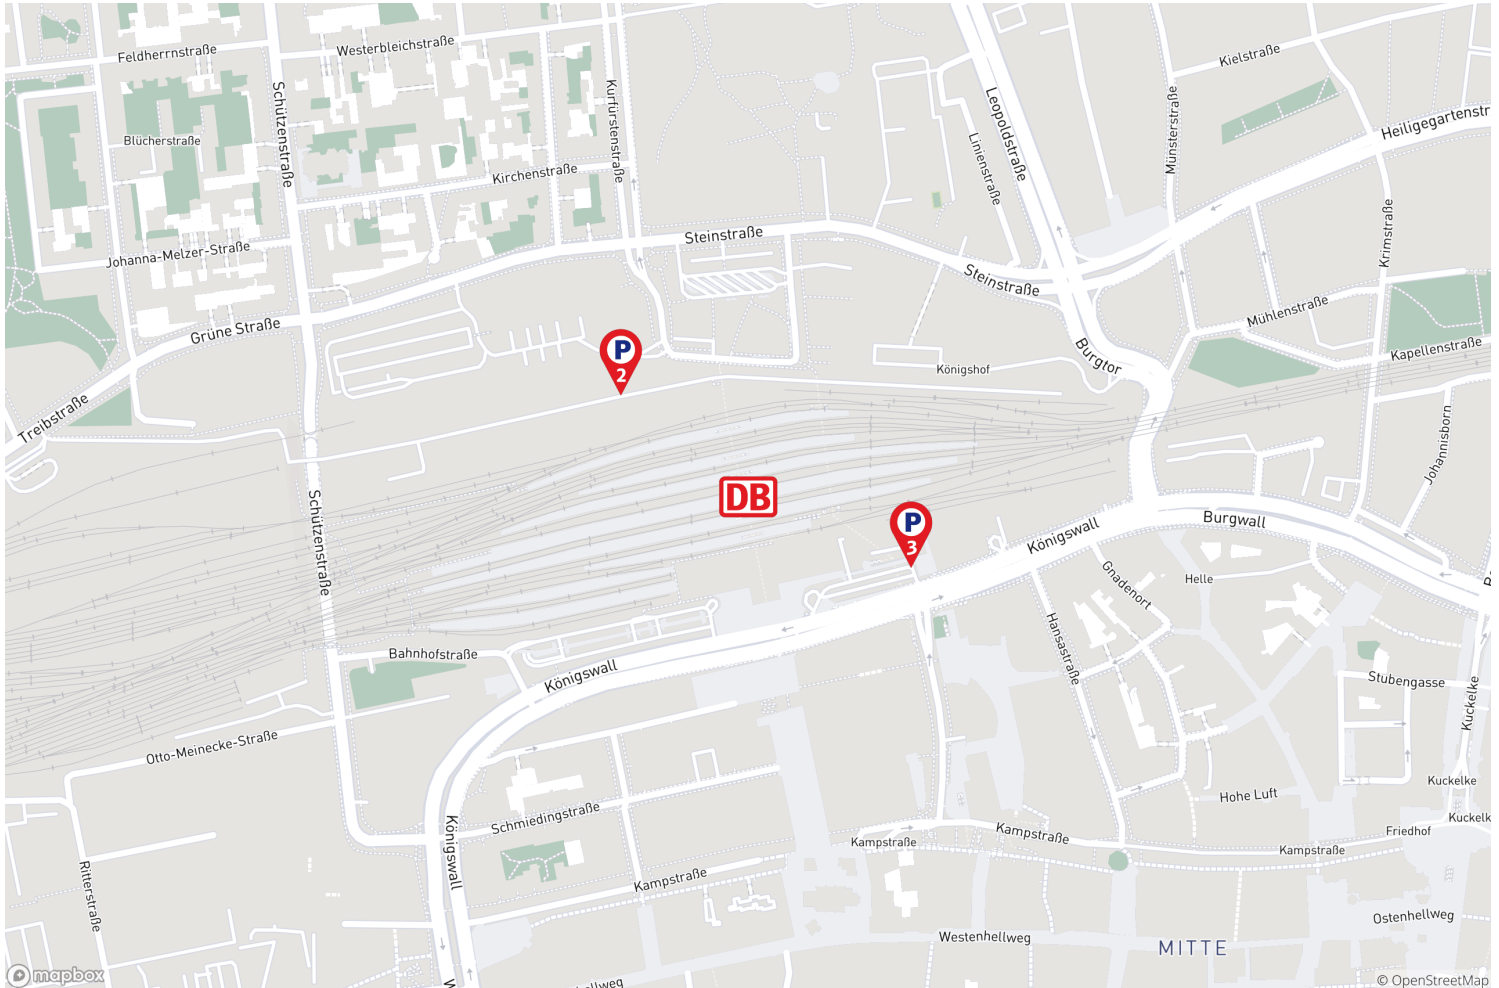 Feldherrnstraße
Westerbleichstraße
Kielstraße
Schützenstraße
Kurfürstenstraße
Leopoldstraße
Münsterstraße
Heiligegartenstr
Blücherstraße
Linienstraße
Kirchenstraße
Krimstraße
Johanna-Melzer-Straße
Steinstraße
Steinstraße
Mühlenstraße
Grüne Straße
P
2
Burgtor
Kapellenstraße
Königshof
Treibstraße
Johannisborn
DB
Schützenstraße
P
3
Königswall
Burgwall
Gnadenort
Helle
Hansastraße
Bahnhofstraße
Königswall
Stubengasse
Kuckelke
Otto-Meinecke-Straße
Kuckelke
Hohe Luft
Schmiedingstraße
Kuckelk
Königswall
Kampstraße
Friedhof
Kampstraße
Kampstraße
Ritterstraße
Kampstraße
Ostenhellweg
Westenhellweg
MITTE
mapbox
ellweg
© OpenStreetMap